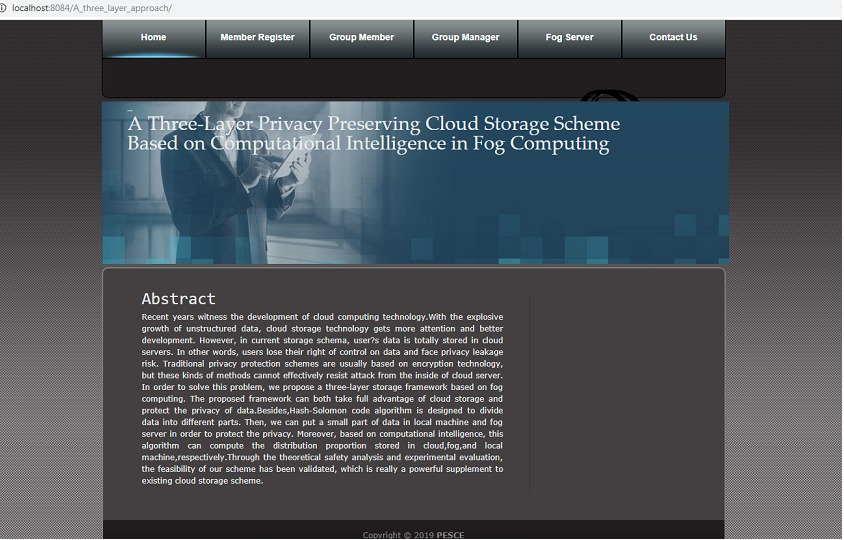 localhost:8084/A_three_layer_approach/
Home Member Register Group Member Group Manager Fog Server Contact Us
A Three-Layer Privacy Preserving Cloud Storage Scheme
Based on Computational Intelligence in Fog Computing
Abstract
Recent years witness the development of cloud computing technology.With the explosive
growth of unstructured data, cloud storage technology gets more attention and better
development. However, in current storage schema, user?s data is totally stored in cloud
servers. In other words, users lose their right of control on data and face privacy leakage
risk. Traditional privacy protection schemes are usually based on encryption technology,
but these kinds of methods cannot effectively resist attack from the inside of cloud server.
In order to solve this problem, we propose a three-layer storage framework based on fog
computing. The proposed framework can both take full advantage of cloud storage and
protect the privacy of data.Besides,Hash-Solomon code algorithm is designed to divide
data into different parts. Then, we can put a small part of data in local machine and fog
server in order to protect the privacy. Moreover, based on computational intelligence, this
algorithm can compute the distribution proportion stored in cloud,fog,and local
machine,respectively.Through the theoretical safety analysis and experimental evaluation,
the feasibility of our scheme has been validated, which is really a powerful supplement to
existing cloud storage scheme.
Copyright © 2019 PESCE